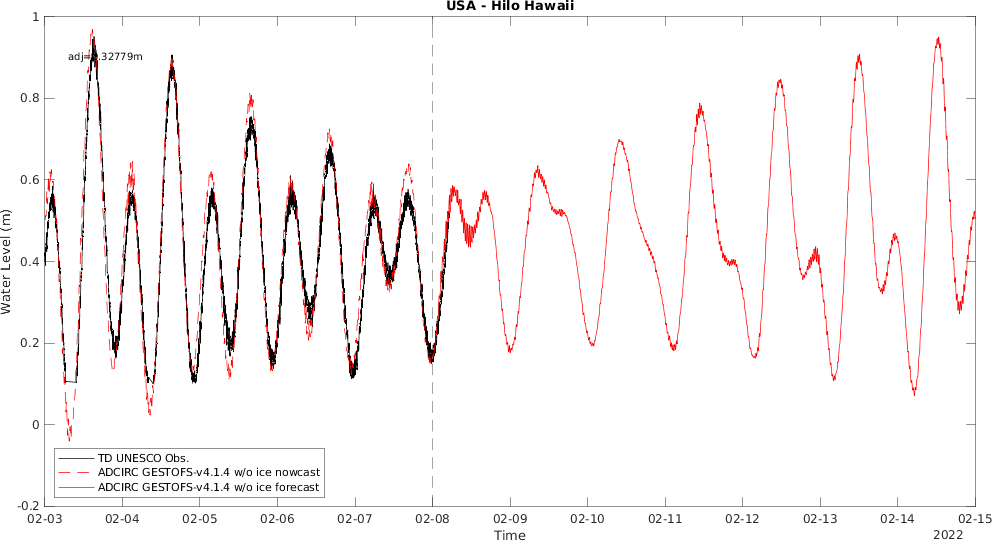 USA - Hilo Hawaii
1
0.8
0.6
0.4
0.2
0
-0.2
Water Level (m)
TD UNESCO Obs.
ADCIRC GESTOFS-v4.1.4 w/o ice nowcast
ADCIRC GESTOFS-v4.1.4 w/o ice forecast
02-03 02-04 02-05 02-06 02-07 02-08 02-09 02-10 02-11 02-12 02-13 02-14 02-15
Time
2022